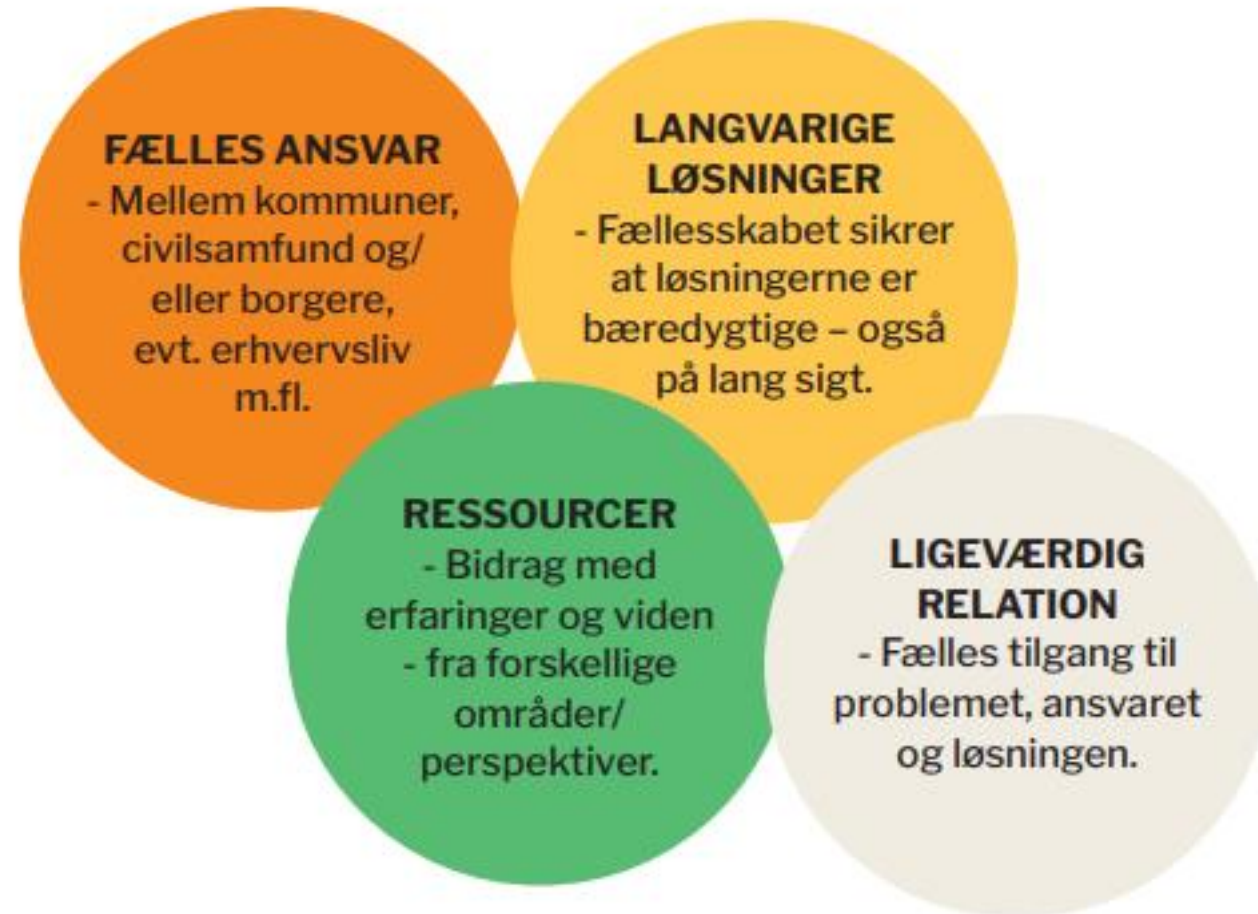 FÆLLES ANSVAR
- Mellem kommuner,
civilsamfund og/
eller borgere,
evt. erhvervsliv
m.fl.
LANGVARIGE
LØSNINGER
- Fællesskabet sikrer
at løsningerne er
bæredygtige – også
på lang sigt.
RESSOURCER
- Bidrag med
erfaringer og viden
- fra forskellige
områder/
perspektiver.
LIGEVÆRDIG
RELATION
- Fælles tilgang til
problemet, ansvaret
og løsningen.